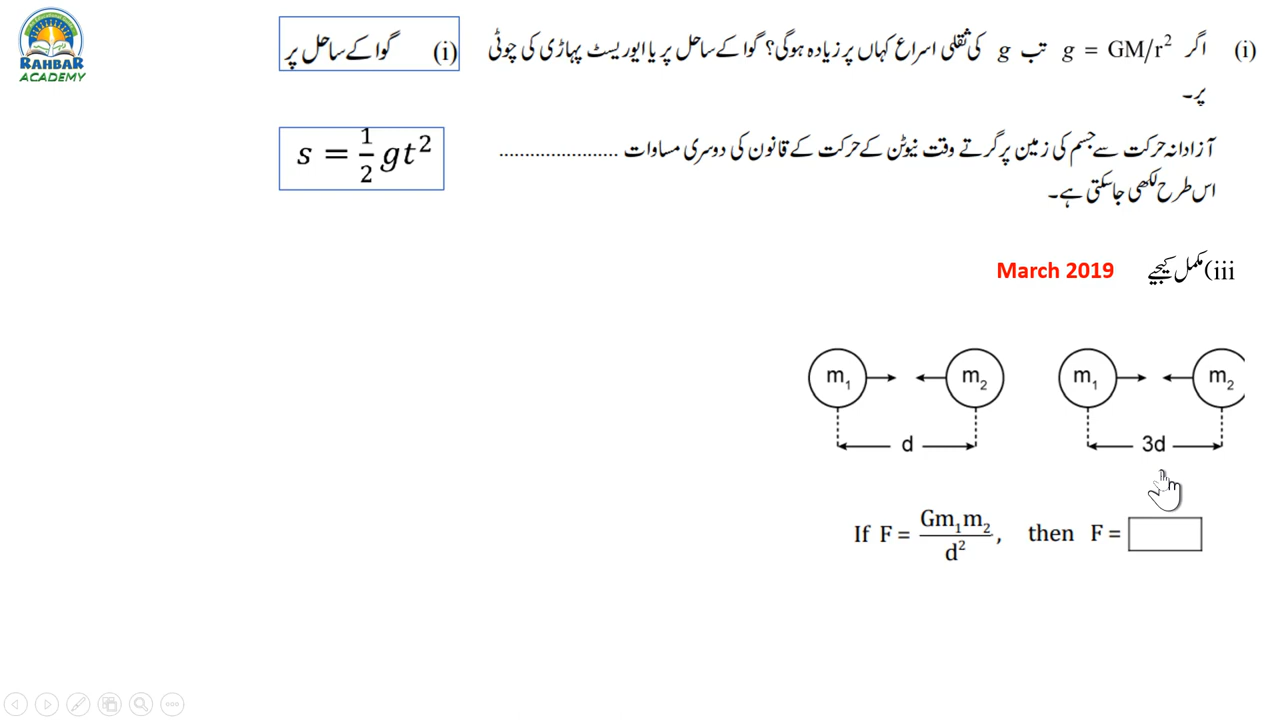 RAHBAR
ACADEMY
(i) اگر g = GM/r² تب g کی ثقلی اسراع کہاں پر زیادہ ہوگی؟ گوا کے ساحل پر یا ایوریسٹ پہاڑی کی چوٹی
پر۔
(i) گوا کے ساحل پر
آزادانہ حرکت سے جسم کی زمین پر گرتے وقت نیوٹن کے حرکت کے قانون کی دوسری مساوات .......................
اس طرح لکھی جاسکتی ہے۔
s = 1/2 gt²
iii) مکمل کیجیے March 2019
m₁ m₂ m₁ m₂
d 3d
If F = Gm₁m₂/d², then F =